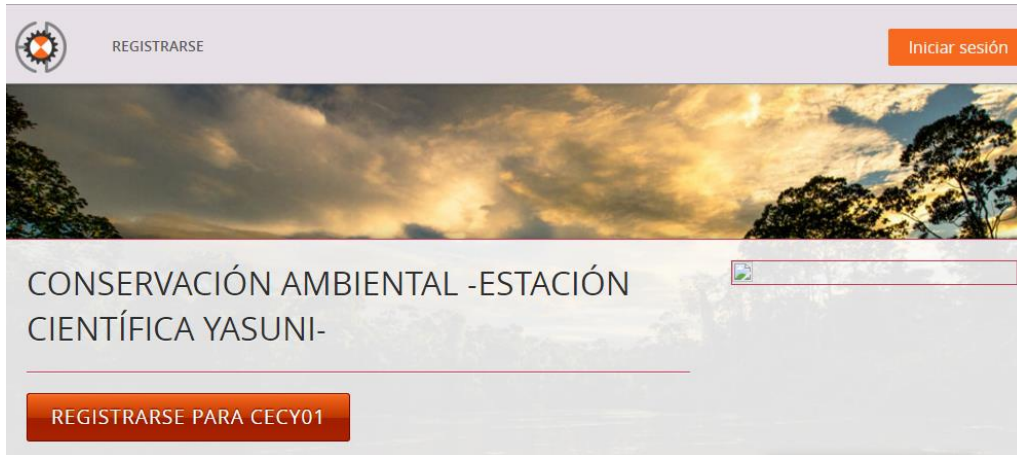 REGISTRARSE
Iniciar sesión
CONSERVACIÓN AMBIENTAL -ESTACIÓN
CIENTÍFICA YASUNI-
REGISTRARSE PARA CECY01